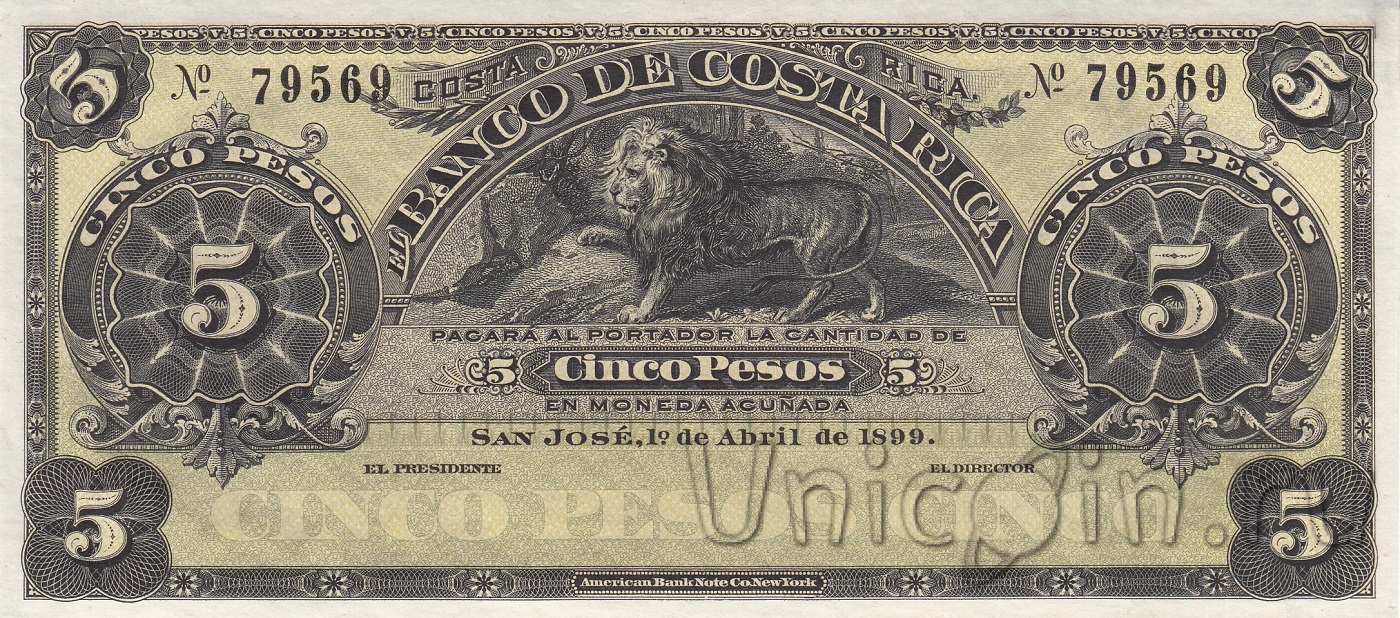 PESOS V. 5 CINCO PESOS V. 5 CINCO PESOS V. 5 CINCO PESOS V. 5 CINCO PESOS V. 5 CINCO
5 Nº 79569 COSTA RICA. Nº 79569 5
EL BANCO DE COSTA RICA
CINCO PESOS
5
CINCO PESOS
5
PAGARÁ AL PORTADOR LA CANTIDAD DE
5 Cinco Pesos 5
EN MONEDA ACUÑADA
SAN JOSÉ, 1º de Abril de 1899.
EL PRESIDENTE EL DIRECTOR
CINCO PESOS CINCO
5 5
American Bank Note Co. New York